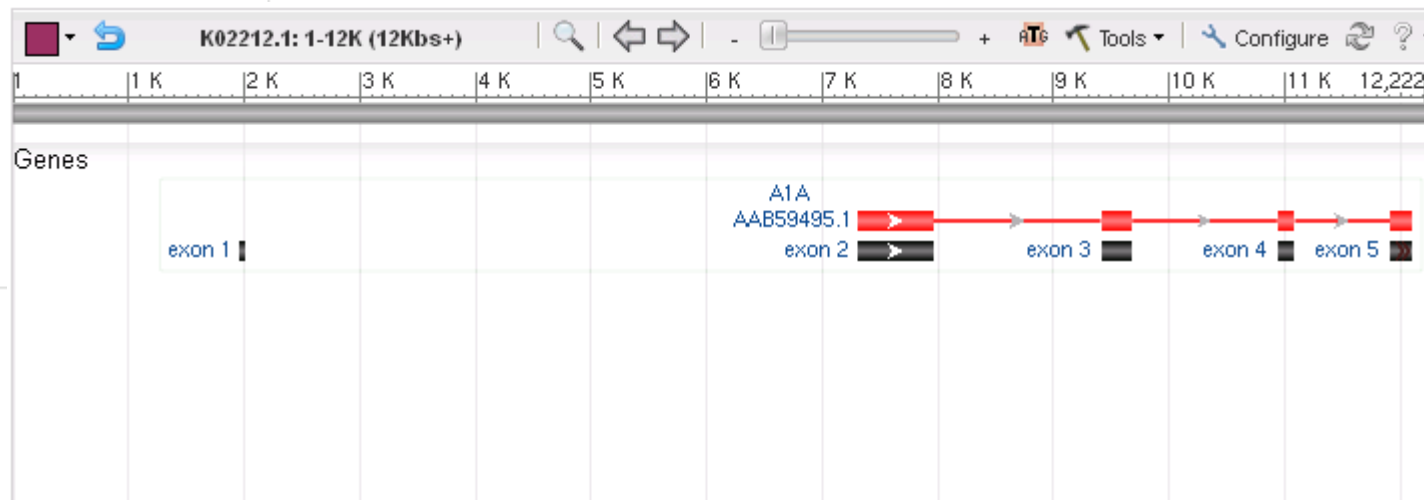 K02212.1: 1-12K (12Kbs+) - + ATG Tools Configure ?
1 1 K 2 K 3 K 4 K 5 K 6 K 7 K 8 K 9 K 10 K 11 K 12,222
Genes
A1A
AAB59495.1
exon 1 exon 2 exon 3 exon 4 exon 5